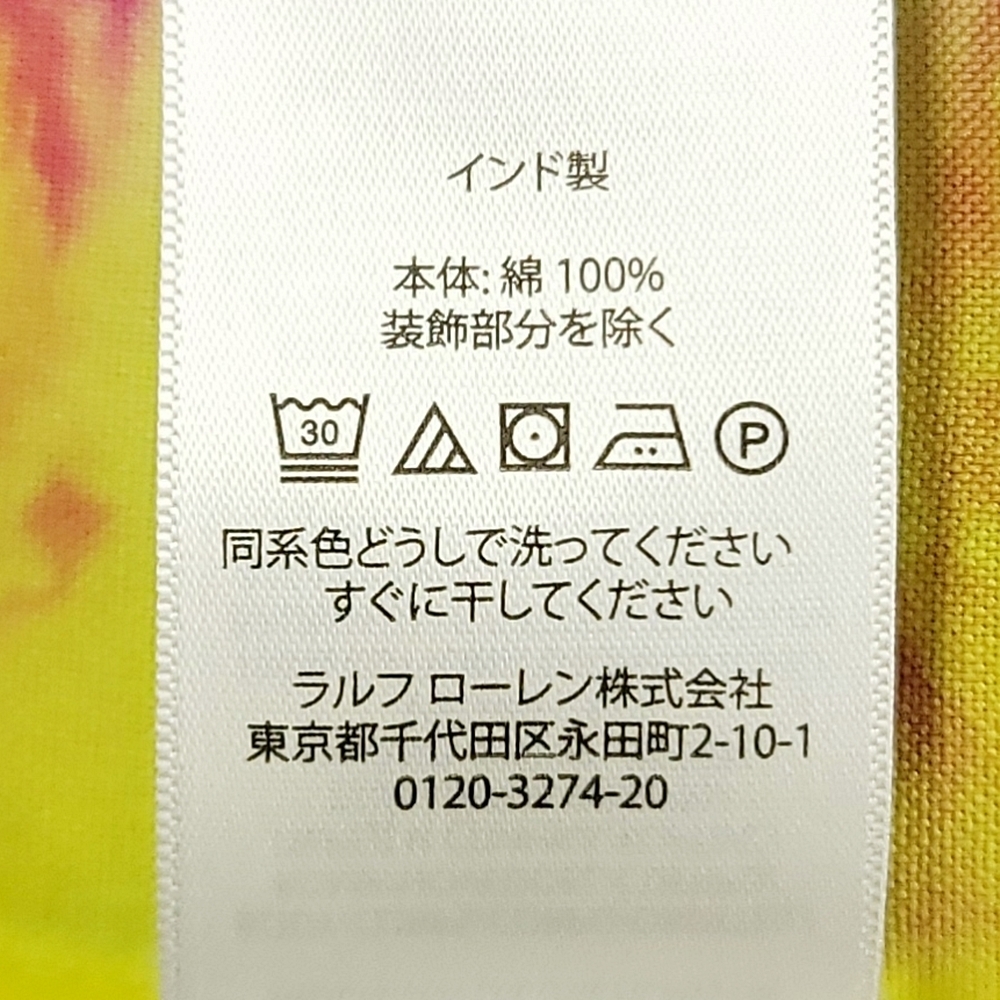 インド製
本体: 綿 100%
装飾部分を除く
30
P
同系色どうしで洗ってください
すぐに干してください
ラルフ ローレン株式会社
東京都千代田区永田町2-10-1
0120-3274-20